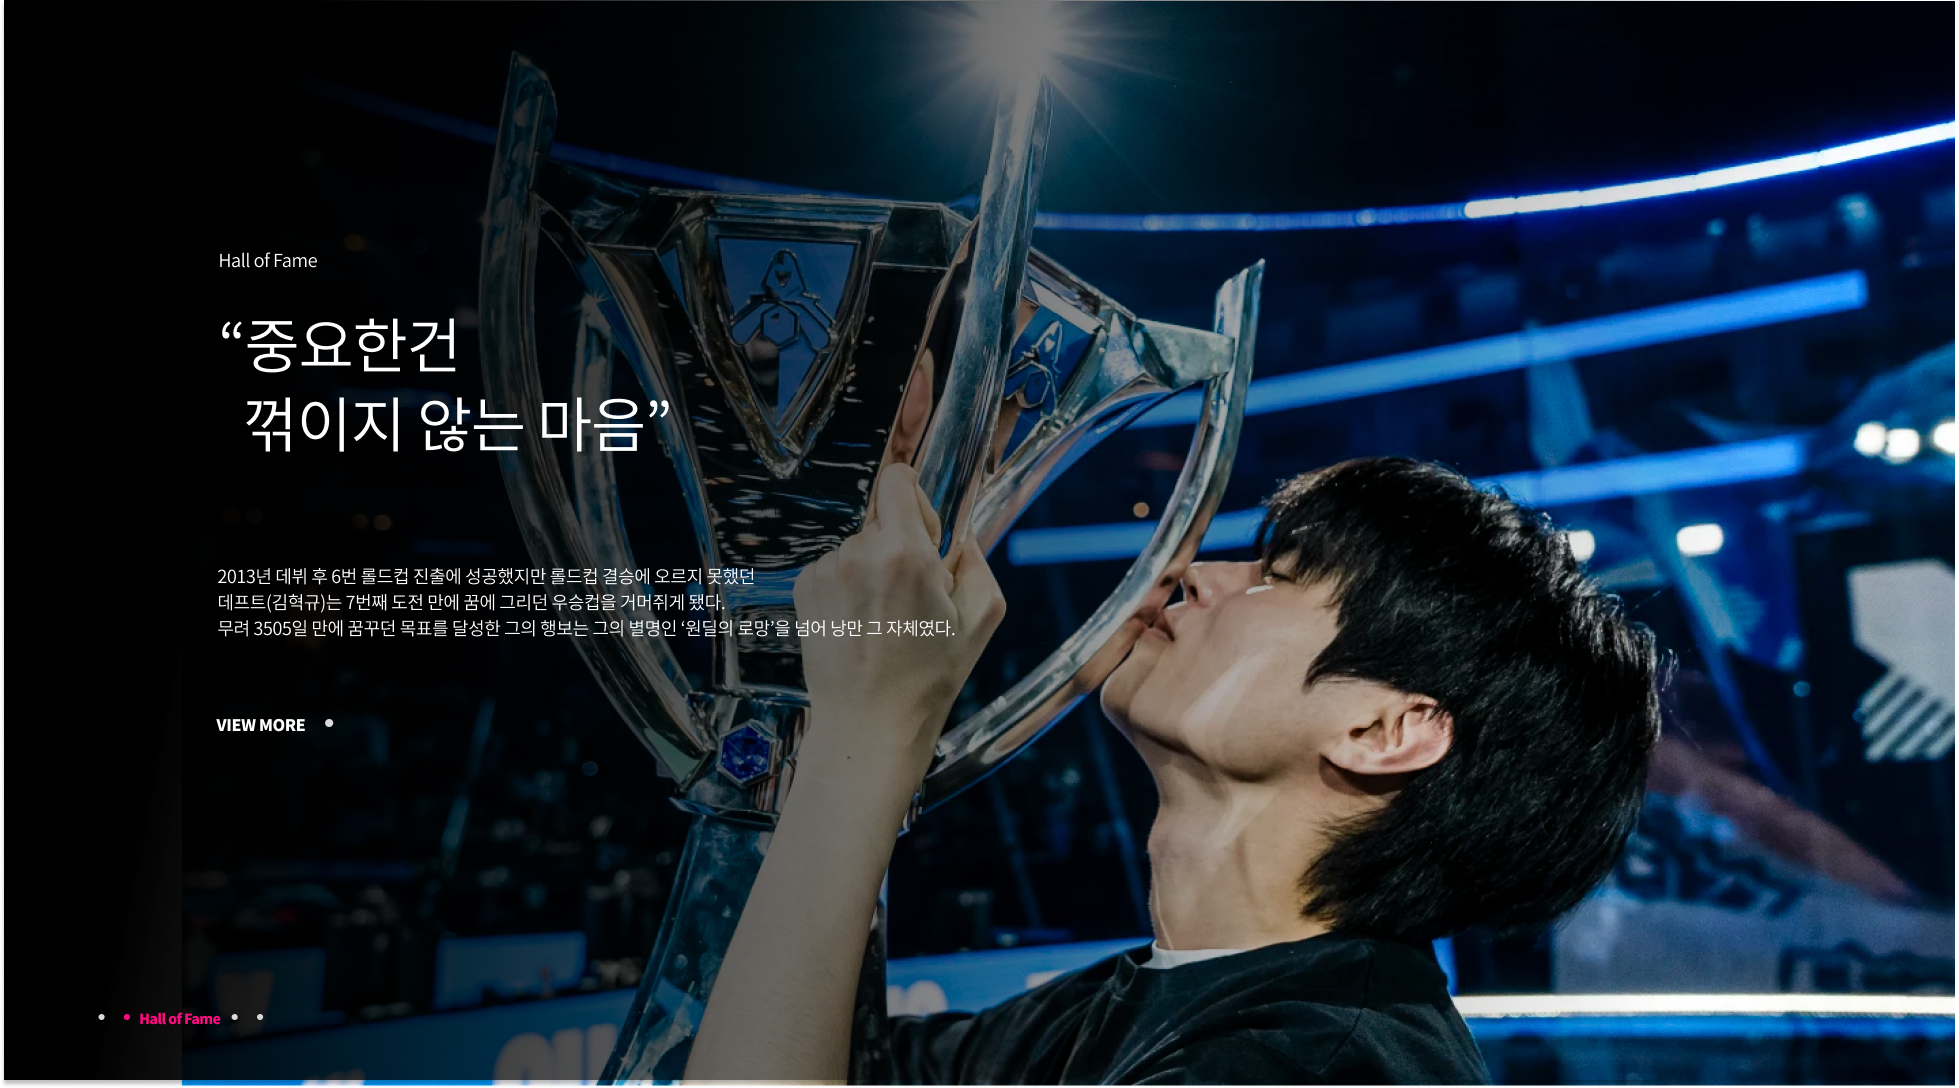 Hall of Fame
“중요한건
꺾이지 않는 마음”
2013년 데뷔 후 6번 롤드컵 진출에 성공했지만 롤드컵 결승에 오르지 못했던
데프트(김혁규)는 7번째 도전 만에 꿈에 그리던 우승컵을 거머쥐게 됐다.
무려 3505일 만에 꿈꾸던 목표를 달성한 그의 행보는 그의 별명인 ‘원딜의 로망’을 넘어 낭만 그 자체였다.
VIEW MORE
Hall of Fame